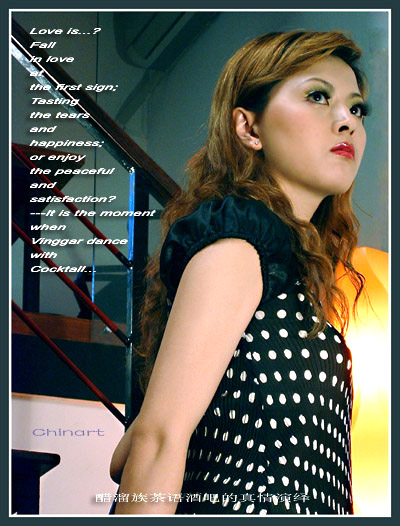 Love is...?
Fall
in love
at
the first sign;
Tasting
the tears
and
happiness;
or enjoy
the peaceful
and
satisfaction?
---It is the moment
when
Vinggar dance
with
Cocktail...
Chinart
醋溜族茶语酒吧的真情演绎